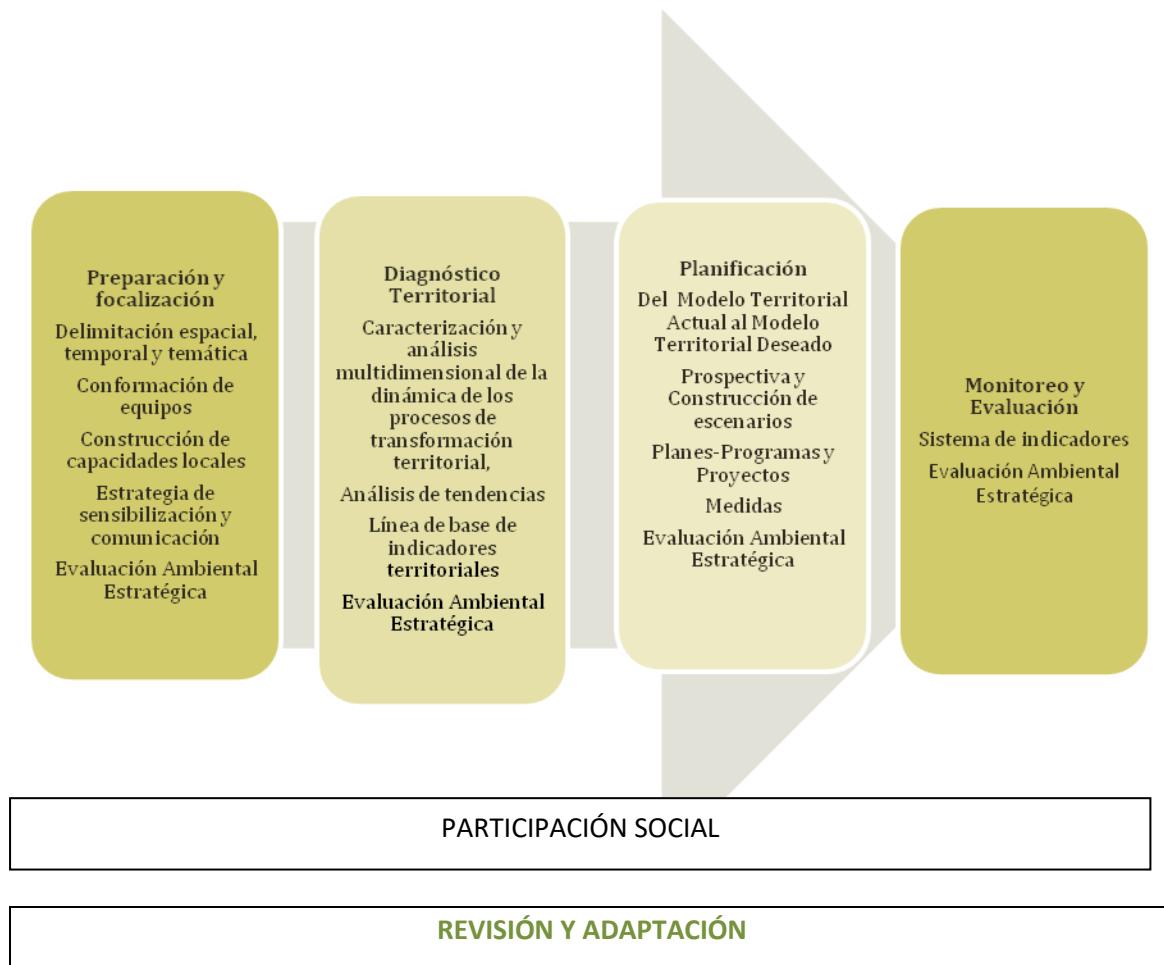 Preparación y
focalización
Delimitación espacial,
temporal y temática
Conformación de
equipos
Construcción de
capacidades locales
Estrategia de
sensibilización y
comunicación
Evaluación Ambiental
Estratégica
Diagnóstico
Territorial
Caracterización y
análisis
multidimensional de la
dinámica de los
procesos de
transformación
territorial,
Análisis de tendencias
Línea de base de
indicadores
territoriales
Evaluación Ambiental
Estratégica
Planificación
Del Modelo Territorial
Actual al Modelo
Territorial Deseado
Prospectiva y
Construcción de
escenarios
Planes-Programas y
Proyectos
Medidas
Evaluación Ambiental
Estratégica
Monitoreo y
Evaluación
Sistema de indicadores
Evaluación Ambiental
Estratégica
PARTICIPACIÓN SOCIAL
REVISIÓN Y ADAPTACIÓN